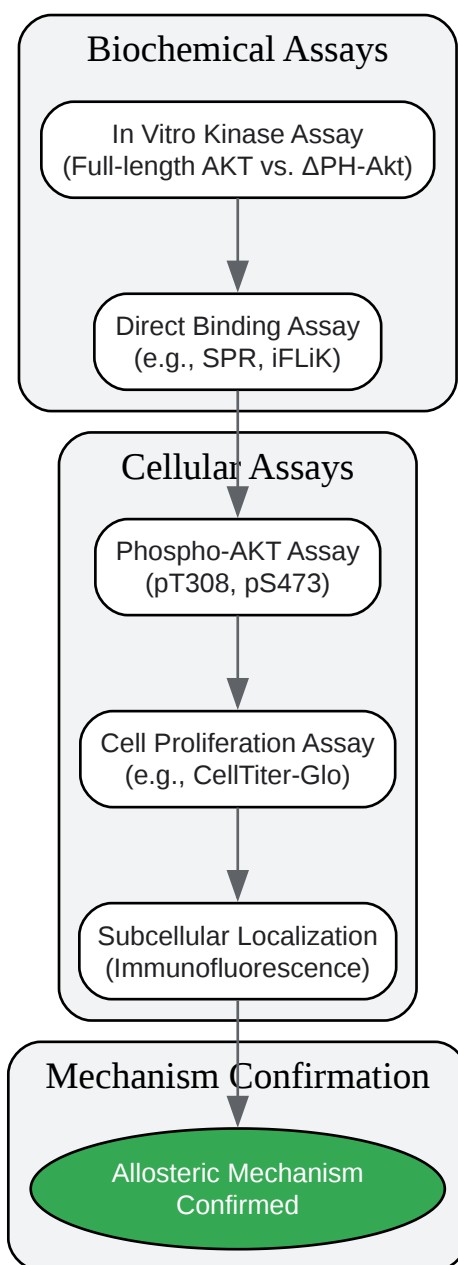 Biochemical Assays
In Vitro Kinase Assay
(Full-length AKT vs. ΔPH-Akt)
Direct Binding Assay
(e.g., SPR, iFLiK)
Cellular Assays
Phospho-AKT Assay
(pT308, pS473)
Cell Proliferation Assay
(e.g., CellTiter-Glo)
Subcellular Localization
(Immunofluorescence)
Mechanism Confirmation
Allosteric Mechanism
Confirmed